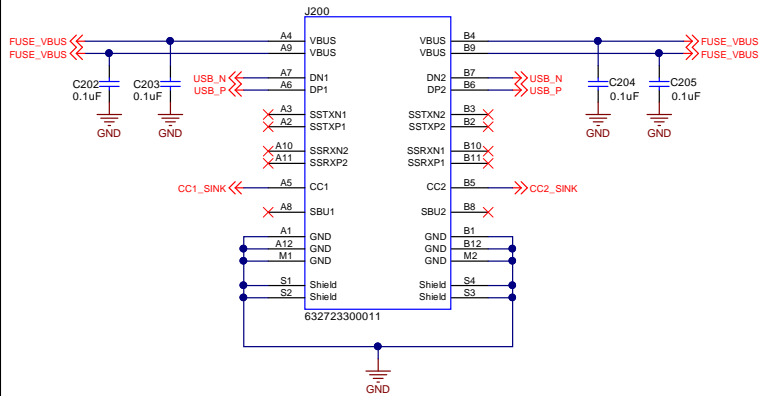 J200
FUSE_VBUS A4 VBUS VBUS B4 FUSE_VBUS
FUSE_VBUS A9 VBUS VBUS B9 FUSE_VBUS
C202 0.1uF GND
C203 0.1uF GND
C204 0.1uF GND
C205 0.1uF GND
USB_N A7 DN1 DN2 B7 USB_N
USB_P A6 DP1 DP2 B6 USB_P
A3 SSTXN1 SSTXN2 B3
A2 SSTXP1 SSTXP2 B2
A10 SSRXN2 SSRXN1 B10
A11 SSRXP2 SSRXP1 B11
CC1_SINK A5 CC1 CC2 B5 CC2_SINK
A8 SBU1 SBU2 B8
A1 GND GND B1
A12 GND GND B12
M1 GND GND M2
S1 Shield Shield S4
S2 Shield Shield S3
632723300011
GND